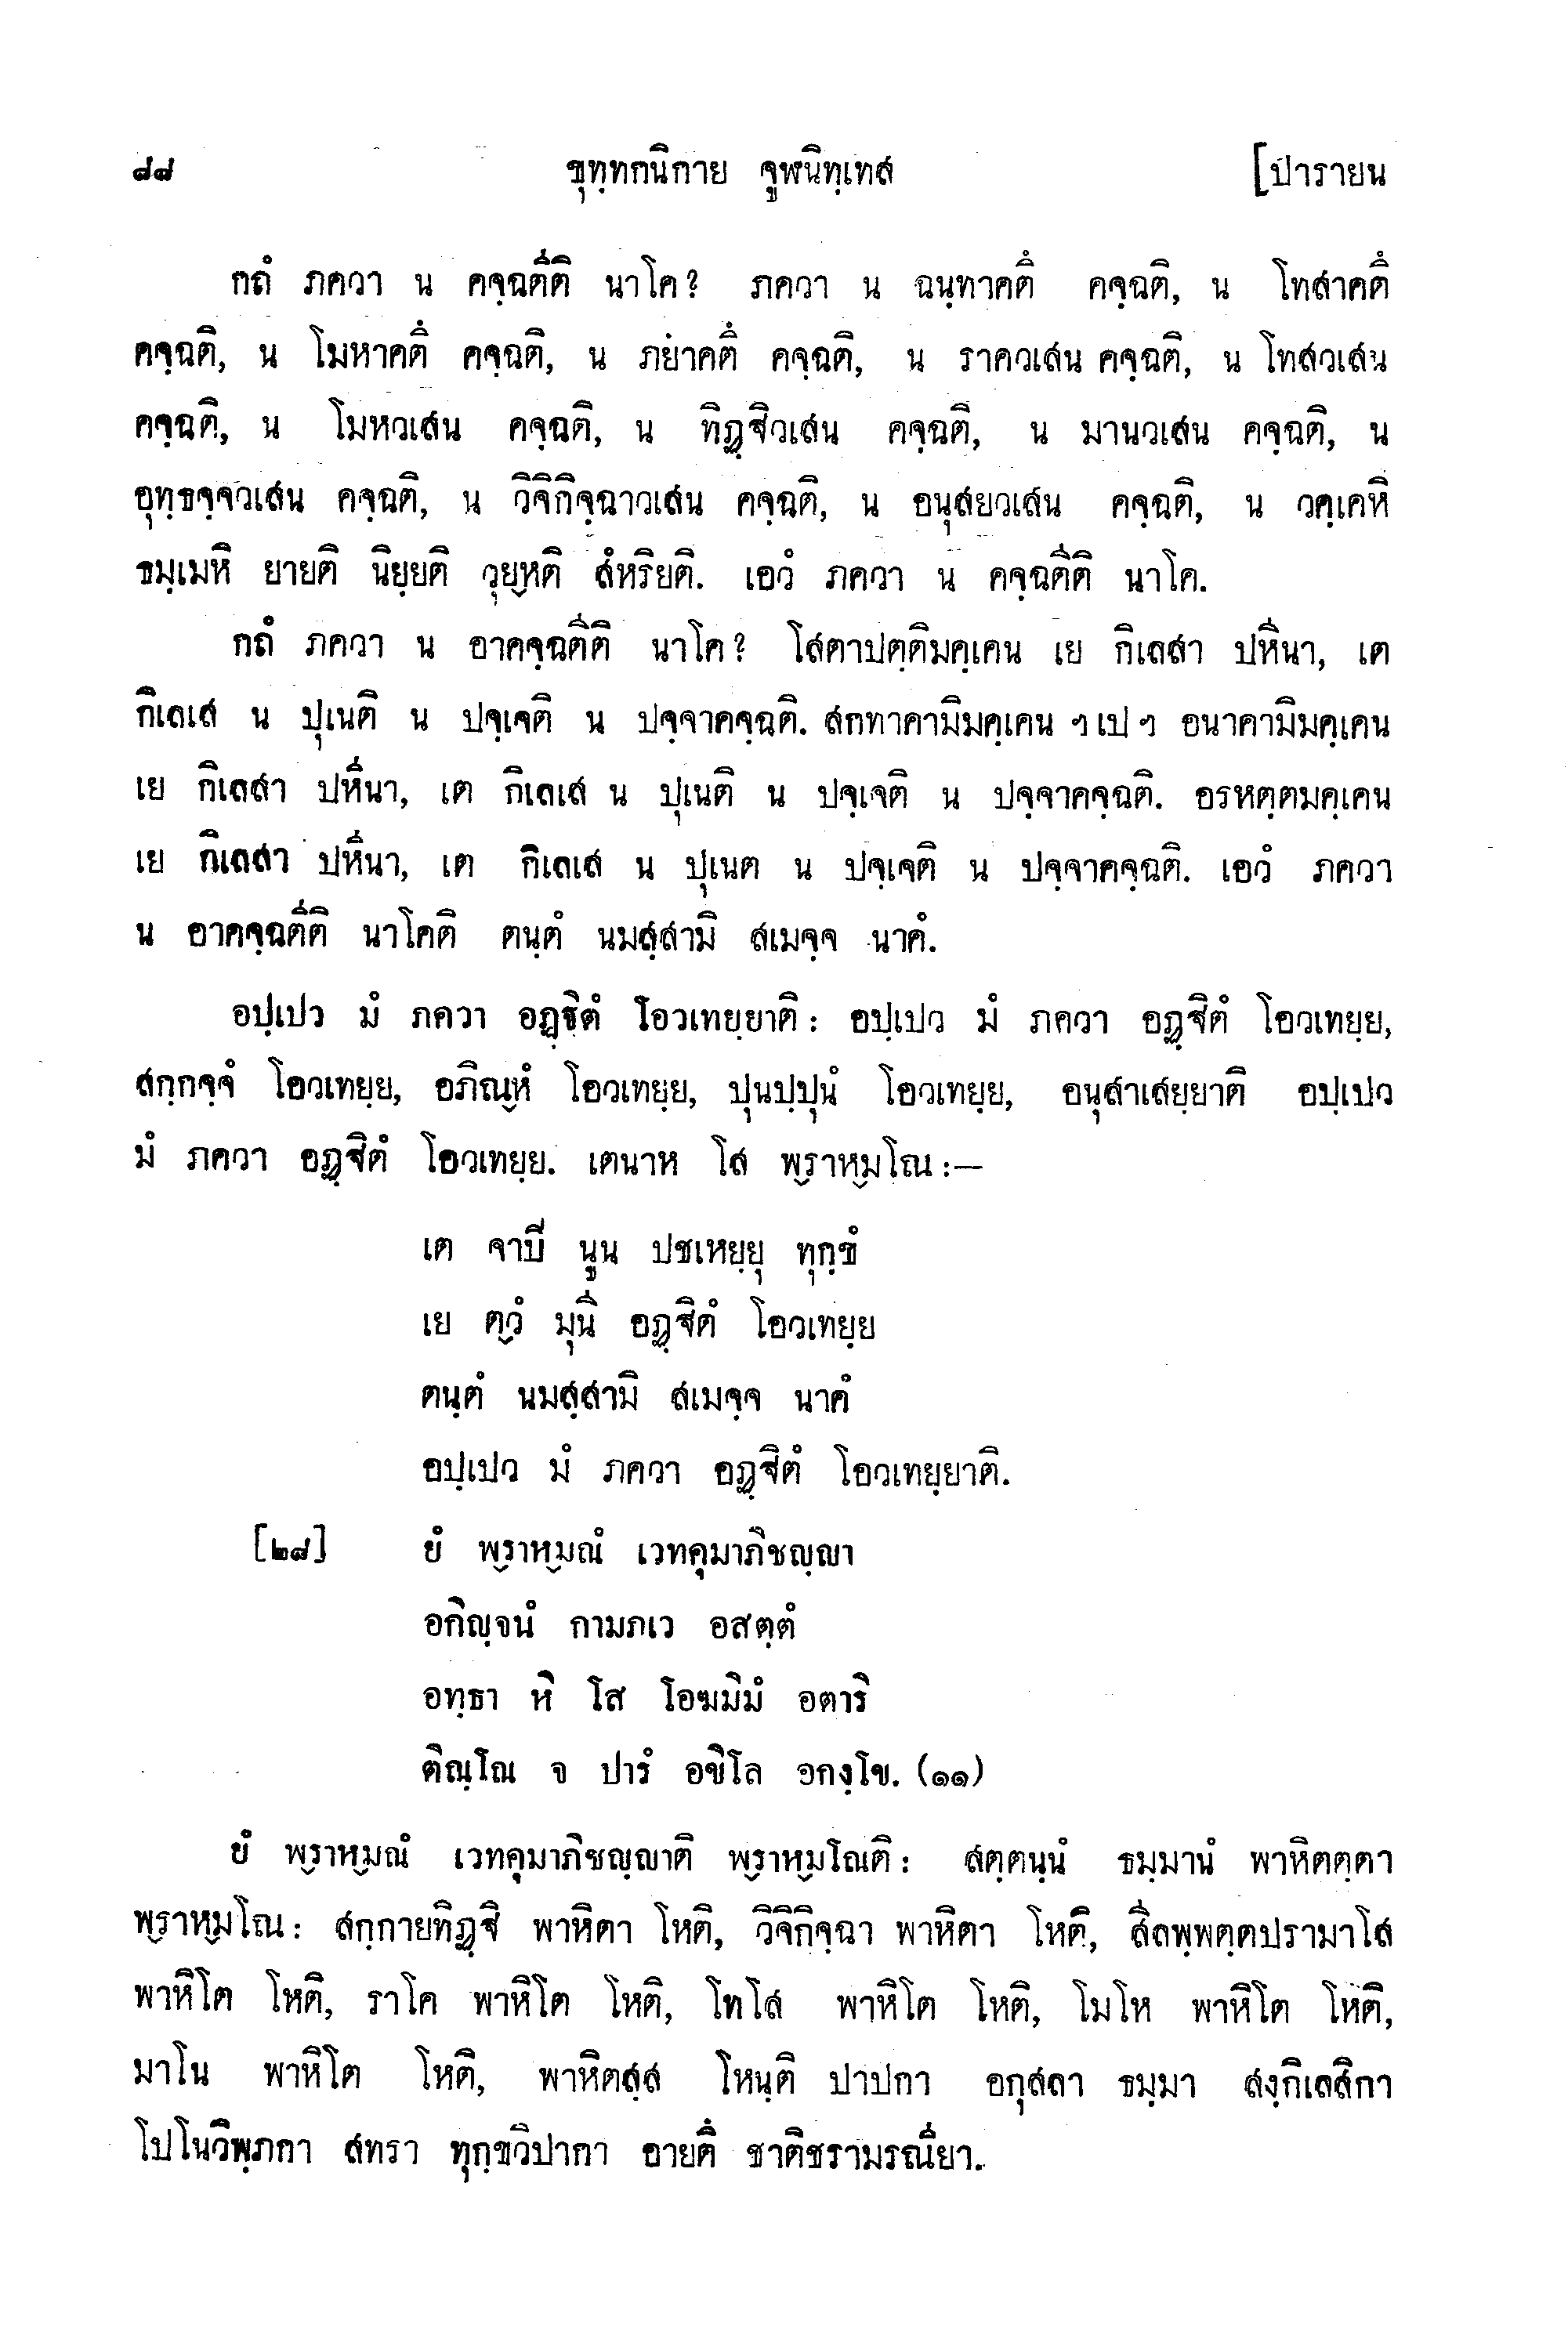 ๘๘ ขุทฺทกนิกาย จูฬนิทฺเทส [ปารายน
กถํ ภควา น คจฺฉตีติ นาโค? ภควา น ฉนฺทาคตึ คจฺฉติ, น โทสาคตึ
คจฺฉติ, น โมหาคตึ คจฺฉติ, น ภยาคตึ คจฺฉติ, น ราควเสน คจฺฉติ, น โทสวเสน
คจฺฉติ, น โมหวเสน คจฺฉติ, น ทิฏฺฐิวเสน คจฺฉติ, น มานวเสน คจฺฉติ, น
อุทฺธจฺจวเสน คจฺฉติ, น วิจิกิจฺฉาวเสน คจฺฉติ, น อนุสยวเสน คจฺฉติ, น วคฺเคหิ
ธมฺเมหิ ยายติ นิยฺยติ วุยฺหติ สํหริยติ. เอวํ ภควา น คจฺฉตีติ นาโค.
กถํ ภควา น อาคจฺฉตีติ นาโค? โสตาปตฺติมคฺเคน เย กิเลสา ปหีนา, เต
กิเลเส น ปุเนติ น ปจฺเจติ น ปจฺจาคจฺฉติ. สกทาคามิมคฺเคน ฯเปฯ อนาคามิมคฺเคน
เย กิเลสา ปหีนา, เต กิเลเส น ปุเนติ น ปจฺเจติ น ปจฺจาคจฺฉติ. อรหตฺตมคฺเคน
เย กิเลสา ปหีนา, เต กิเลเส น ปุเนต น ปจฺเจติ น ปจฺจาคจฺฉติ. เอวํ ภควา
น อาคจฺฉตีติ นาโคติ ตนฺตํ นมสฺสามิ สเมจฺจ นาคํ.
อปฺเปว มํ ภควา อฏฺฐิตํ โอวเทยฺยาติ: อปฺเปว มํ ภควา อฏฺฐิตํ โอวเทยฺย,
สกฺกจฺจํ โอวเทยฺย, อภิณฺหํ โอวเทยฺย, ปุนปฺปุนํ โอวเทยฺย, อนุสาเสยฺยาติ อปฺเปว
มํ ภควา อฏฺฐิตํ โอวเทยฺย. เตนาห โส พฺราหฺมโณ:—
เต จาปี นูน ปชเหยฺยุ ทุกฺขํ
เย ตฺวํ มุนี อฏฺฐิตํ โอวเทยฺย
ตนฺตํ นมสฺสามิ สเมจฺจ นาคํ
อปฺเปว มํ ภควา อฏฺฐิตํ โอวเทยฺยาติ.
[๒๘] ยํ พฺราหฺมณํ เวทคุมาภิชญฺญา
อกิญฺจนํ กามภเว อสตฺตํ
อทฺธา หิ โส โอฆมิมํ อตาริ
ติณฺโณ จ ปารํ อขิโล อกงฺโข. (๑๑)
ยํ พฺราหฺมณํ เวทคุมาภิชญฺญาติ พฺราหฺมโณติ: สตฺตนฺนํ ธมฺมานํ พาหิตตฺตา
พฺราหฺมโณ: สกฺกายทิฏฺฐิ พาหิตา โหติ, วิจิกิจฺฉา พาหิตา โหติ, สีลพฺพตฺตปรามาโส
พาหิโต โหติ, ราโค พาหิโต โหติ, โทโส พาหิโต โหติ, โมโห พาหิโต โหติ,
มาโน พาหิโต โหติ, พาหิตสฺส โหนฺติ ปาปกา อกุสลา ธมฺมา สงฺกิเลสิกา
โปโนวิพฺภกา สทรา ทุกฺขวิปากา อายตึ ชาติชรามรณียา.